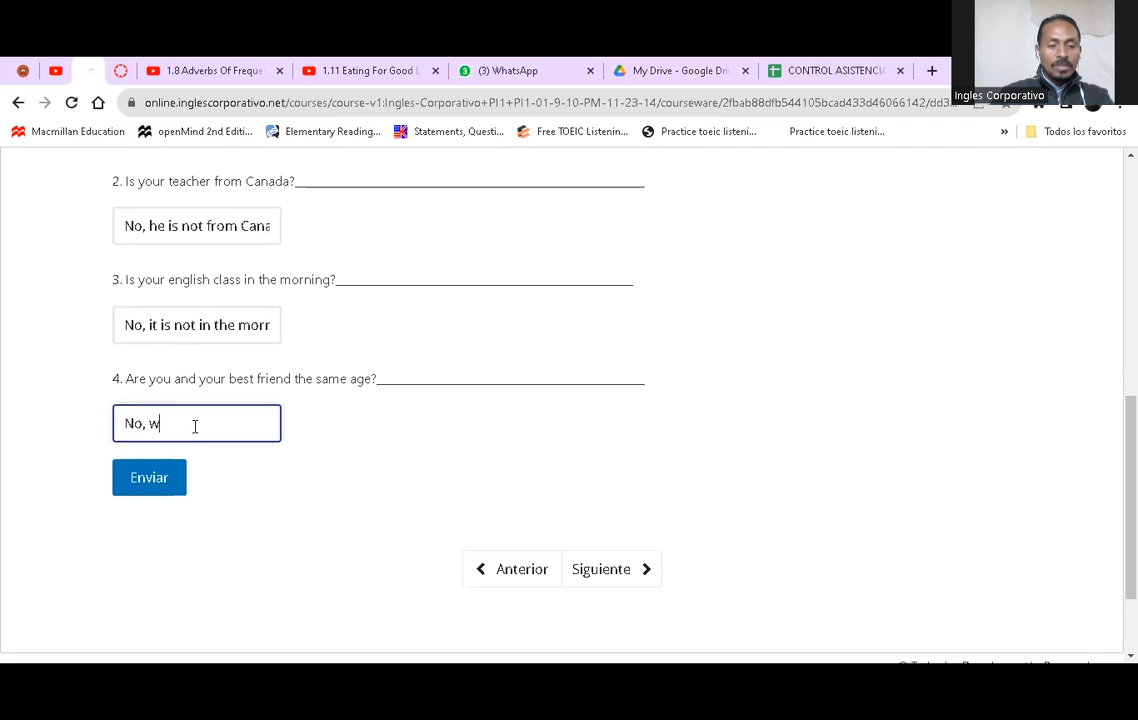 1.8 Adverbs Of Freque
1.11 Eating For Good L
(3) WhatsApp
My Drive - Google Dri
CONTROL ASISTENCIA
Ingles Corporativo
online.inglescorporativo.net/courses/course-v1:Ingles-Corporativo+PI1+PI1-01-9-10-PM-11-23-14/courseware/2fbab88dfb544105bcad433d46066142/dd3...
Macmillan Education
openMind 2nd Editi...
Elementary Reading...
Statements, Questi...
Free TOEIC Listenin...
Practice toeic listeni...
Practice toeic listeni...
»
Todos los favoritos
2. Is your teacher from Canada?
No, he is not from Cana
3. Is your english class in the morning?
No, it is not in the morn
4. Are you and your best friend the same age?
No, w
Enviar
Anterior
Siguiente